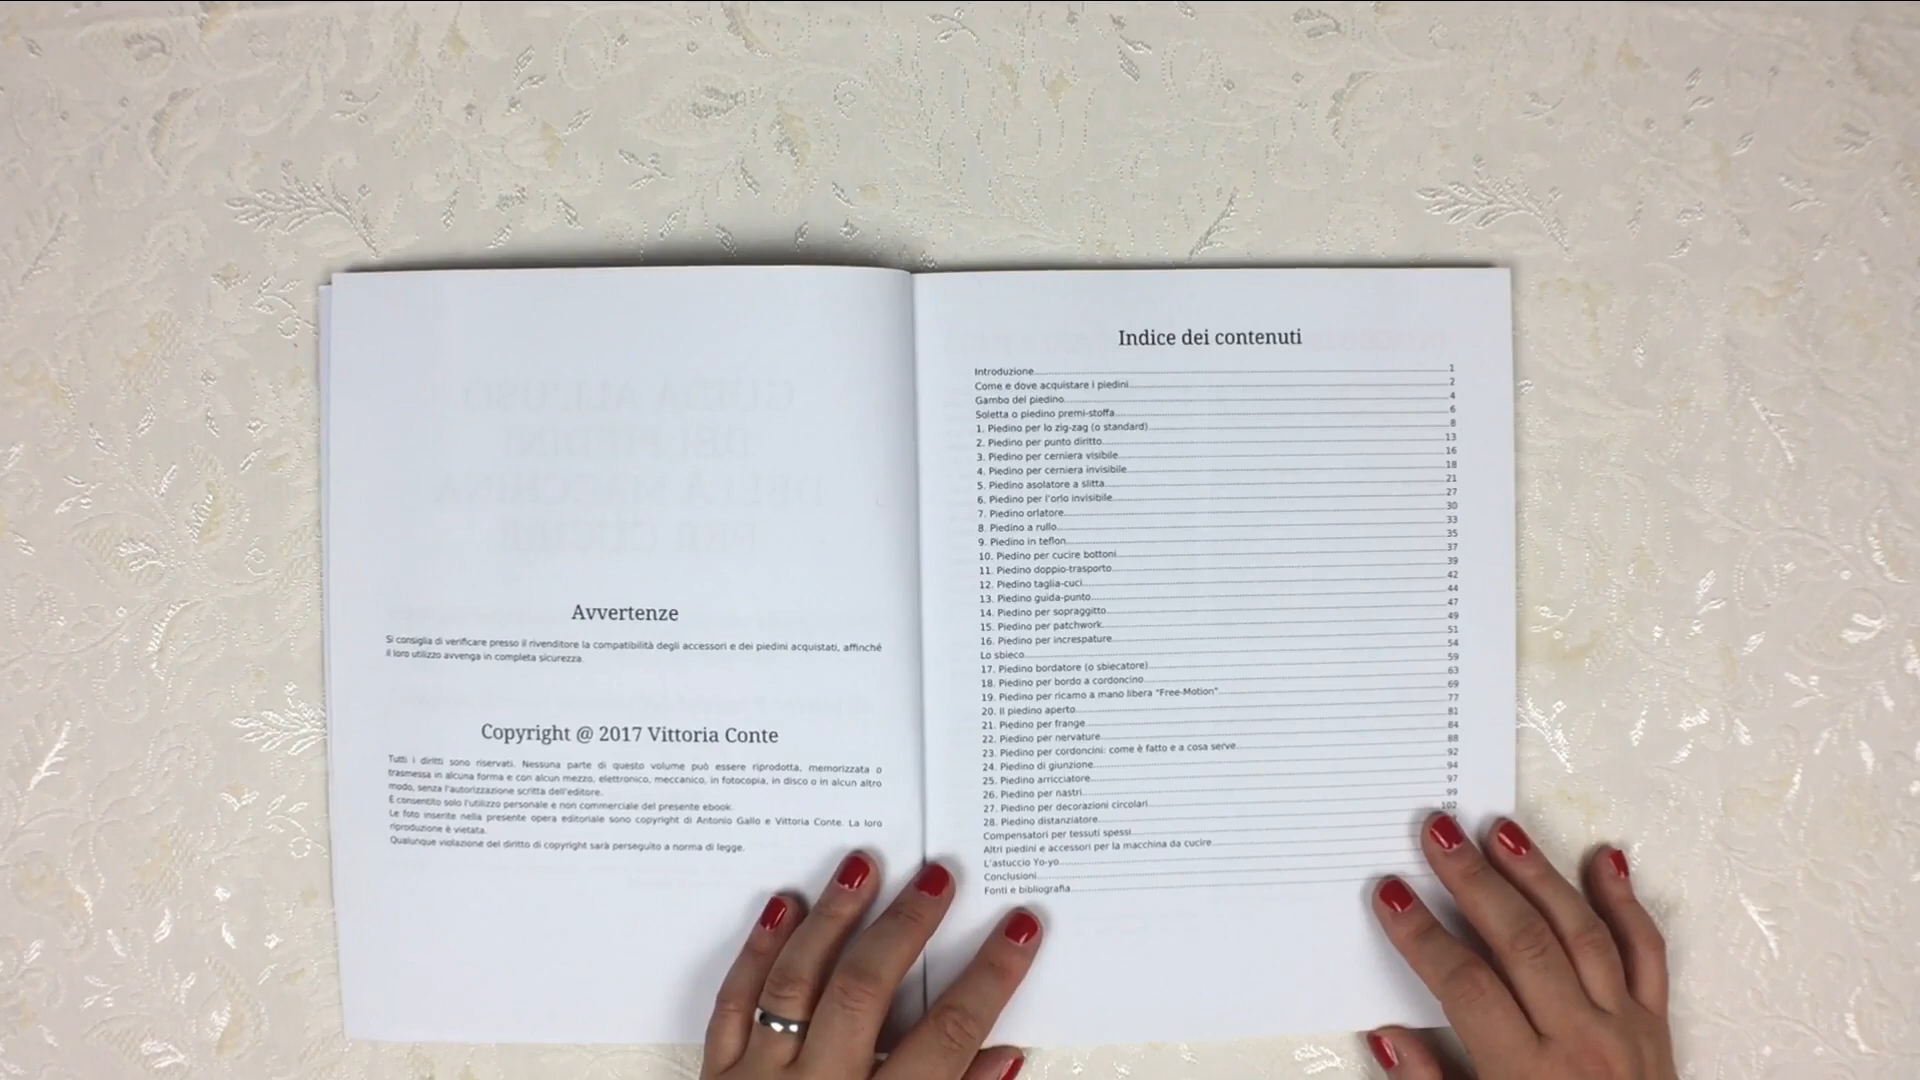 Avvertenze
Si consiglia di verificare presso il rivenditore la compatibilità degli accessori e dei piedini acquistati, affinché
il loro utilizzo avvenga in completa sicurezza.
Copyright @ 2017 Vittoria Conte
Tutti i diritti sono riservati. Nessuna parte di questo volume può essere riprodotta, memorizzata o
trasmessa in alcuna forma e con alcun mezzo, elettronico, meccanico, in fotocopia, in disco o in alcun altro
modo, senza l'autorizzazione scritta dell'editore.
È consentito solo l'utilizzo personale e non commerciale del presente ebook.
Le foto inserite nella presente opera editoriale sono copyright di Antonio Gallo e Vittoria Conte. La loro
riproduzione è vietata.
Qualunque violazione del diritto di copyright sarà perseguito a norma di legge.
Indice dei contenuti
Introduzione 1
Come e dove acquistare i piedini 2
Gambo del piedino 4
Soletta o piedino premi-stoffa 6
1. Piedino per lo zig-zag (o standard) 8
2. Piedino per punto diritto 13
3. Piedino per cerniera visibile 16
4. Piedino per cerniera invisibile 18
5. Piedino asolatore a slitta 21
6. Piedino per l'orlo invisibile 27
7. Piedino orlatore 30
8. Piedino a rullo 33
9. Piedino in teflon 35
10. Piedino per cucire bottoni 37
11. Piedino doppio-trasporto 39
12. Piedino taglia-cuci 42
13. Piedino guida-punto 44
14. Piedino per sopraggitto 47
15. Piedino per patchwork 49
16. Piedino per increspature 51
Lo sbieco 54
17. Piedino bordatore (o sbiecatore) 59
18. Piedino per bordo a cordoncino 63
19. Piedino per ricamo a mano libera "Free-Motion" 69
20. Il piedino aperto 77
21. Piedino per frange 81
22. Piedino per nervature 84
23. Piedino per cordoncini: come è fatto e a cosa serve 88
24. Piedino di giunzione 92
25. Piedino arricciatore 94
26. Piedino per nastri 97
27. Piedino per decorazioni circolari 99
28. Piedino distanziatore 102
Compensatori per tessuti spessi
Altri piedini e accessori per la macchina da cucire
L'astuccio Yo-yo
Conclusioni
Fonti e bibliografia